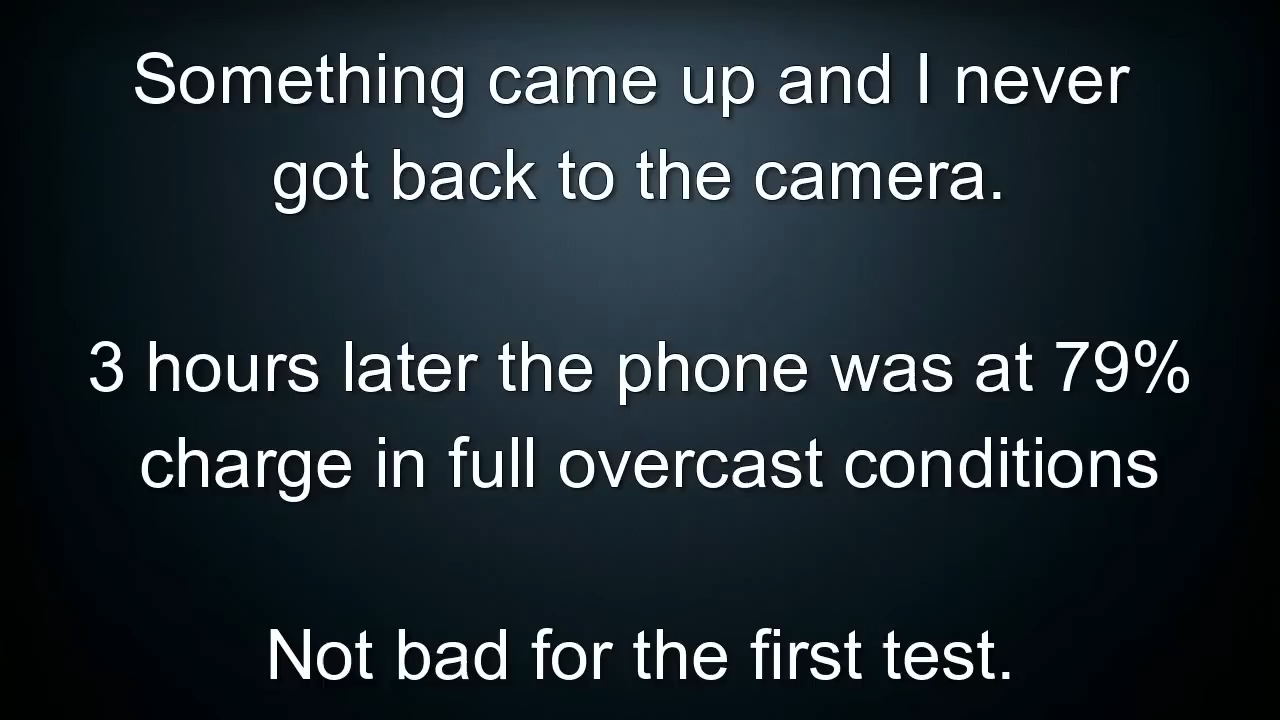 Something came up and I never
got back to the camera.
3 hours later the phone was at 79%
charge in full overcast conditions
Not bad for the first test.